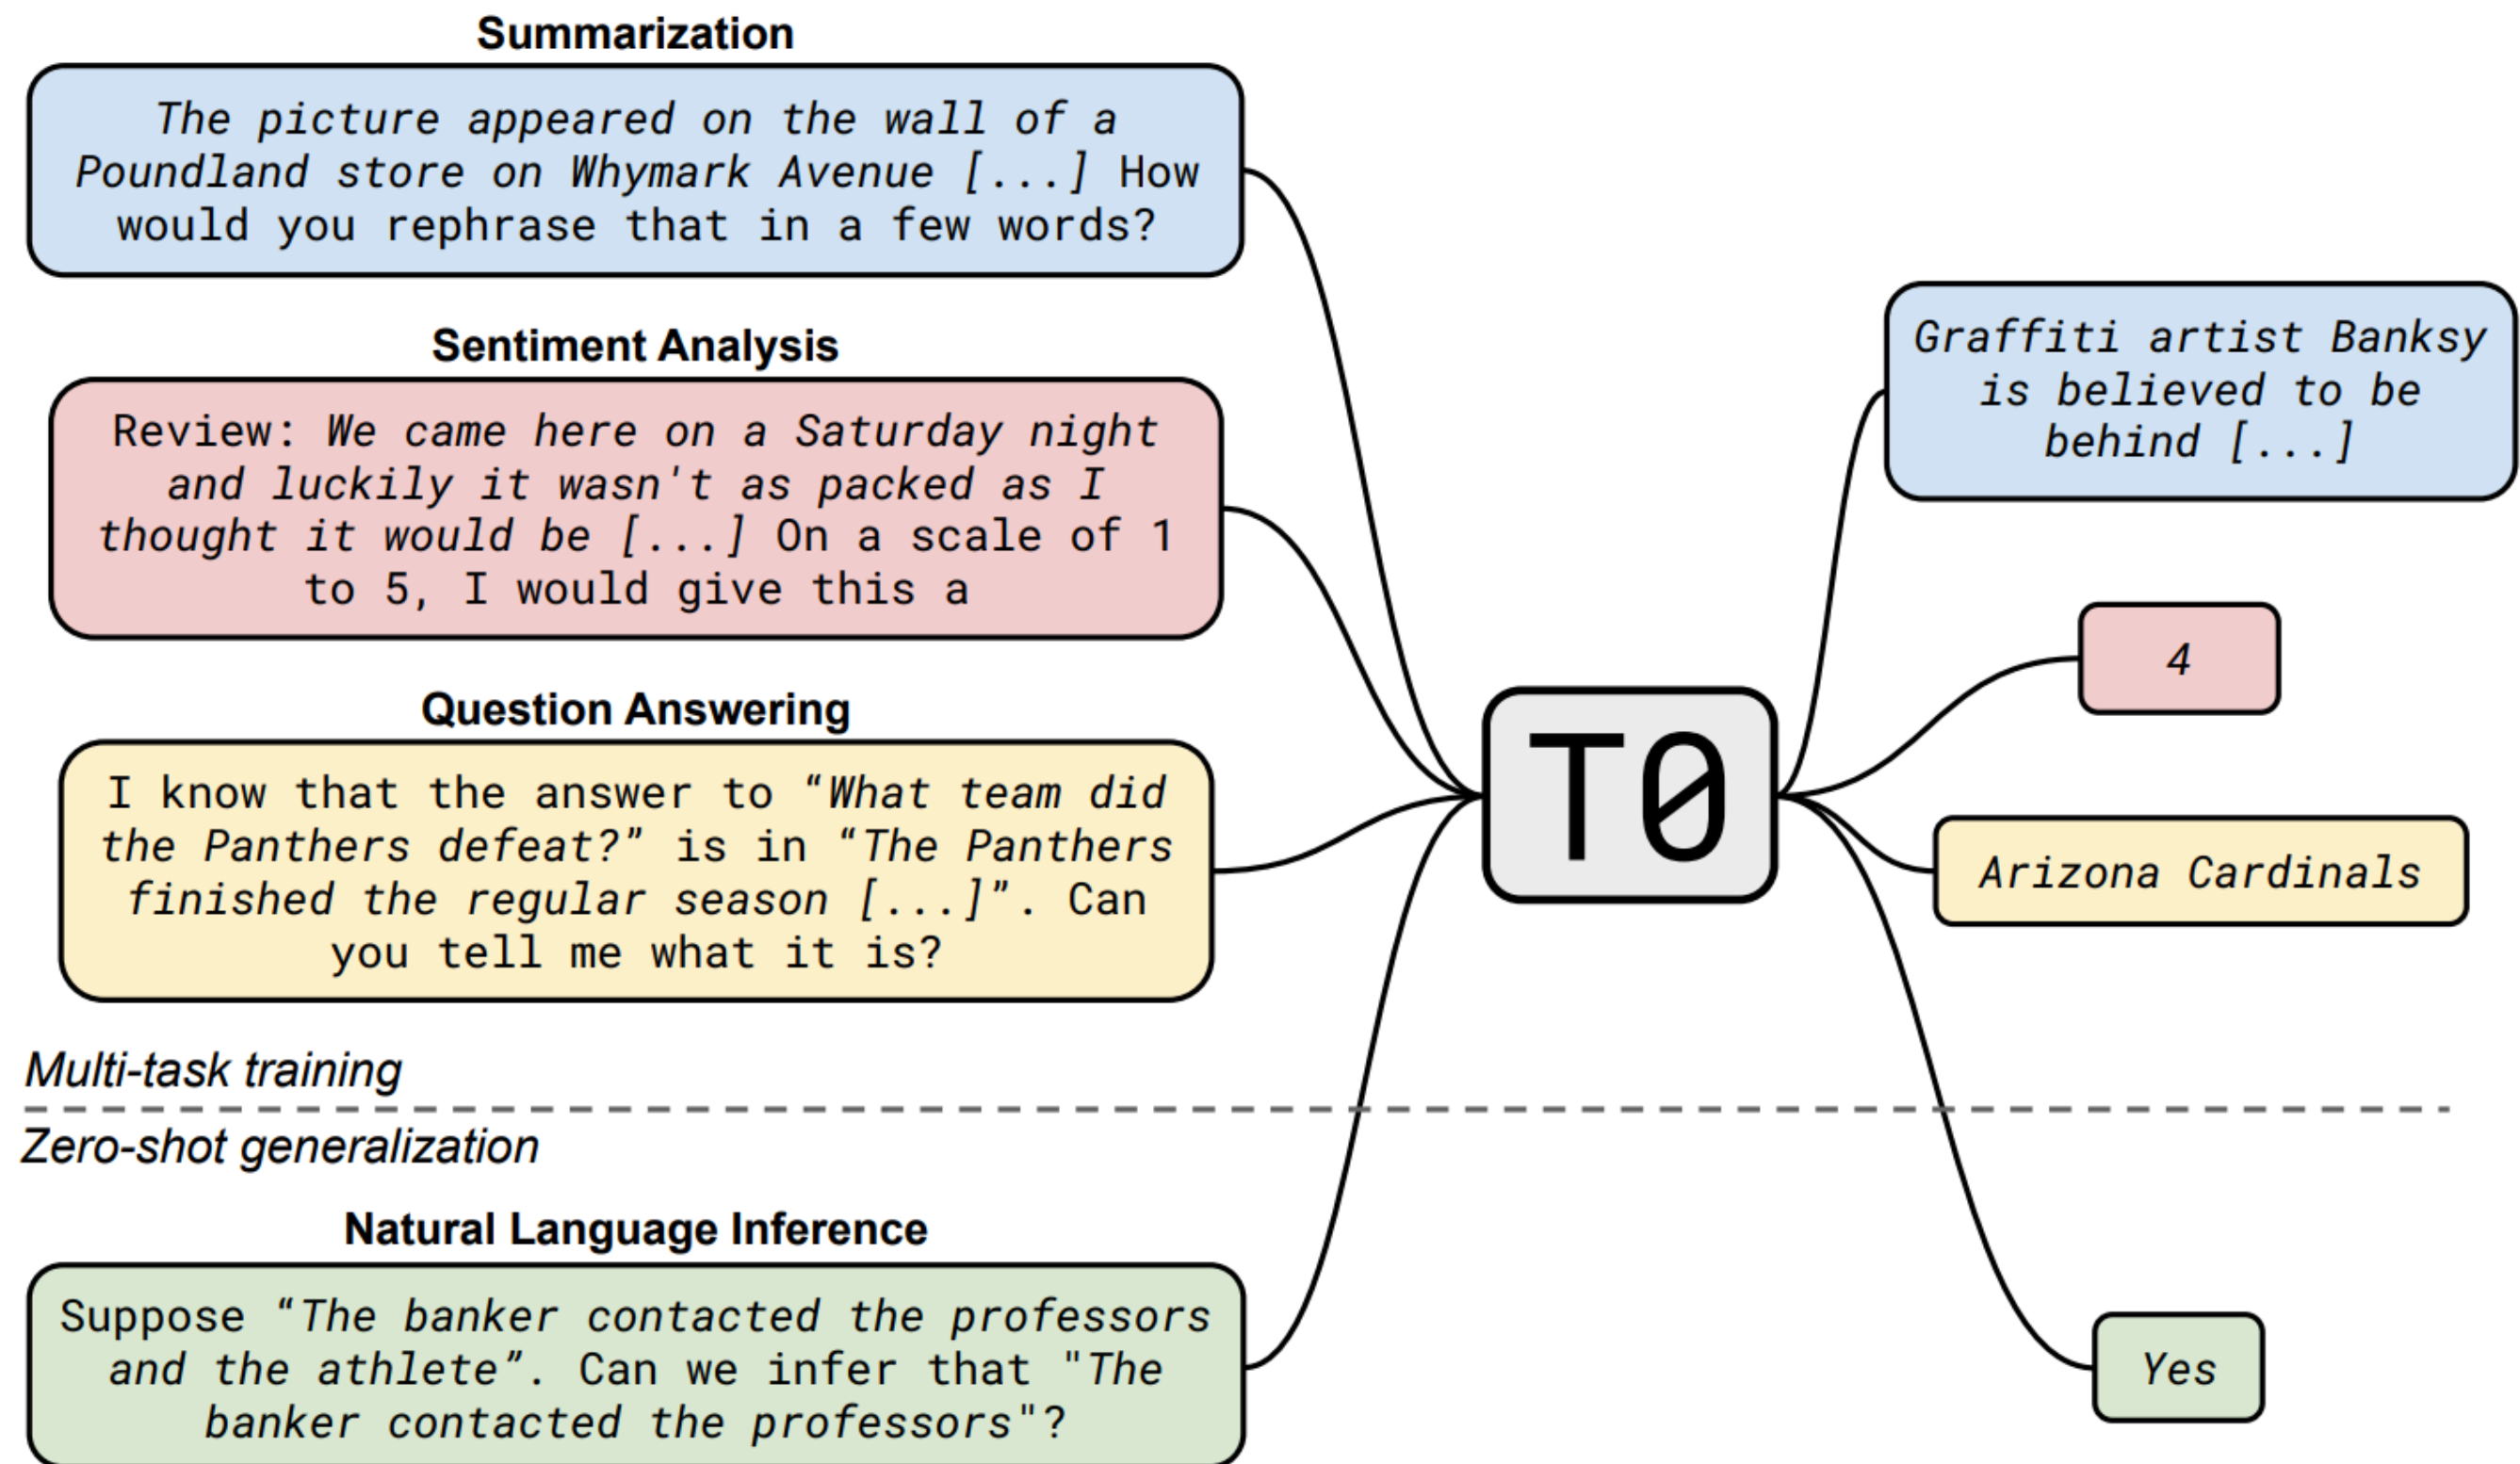 Summarization
The picture appeared on the wall of a
Poundland store on Whymark Avenue [...] How
would you rephrase that in a few words?
Sentiment Analysis
Review: We came here on a Saturday night
and luckily it wasn't as packed as I
thought it would be [...] On a scale of 1
to 5, I would give this a
Question Answering
I know that the answer to “What team did
the Panthers defeat?” is in “The Panthers
finished the regular season [...]”. Can
you tell me what it is?
Multi-task training
Zero-shot generalization
Natural Language Inference
Suppose “The banker contacted the professors
and the athlete”. Can we infer that "The
banker contacted the professors"?
T0
Graffiti artist Banksy
is believed to be
behind [...]
4
Arizona Cardinals
Yes